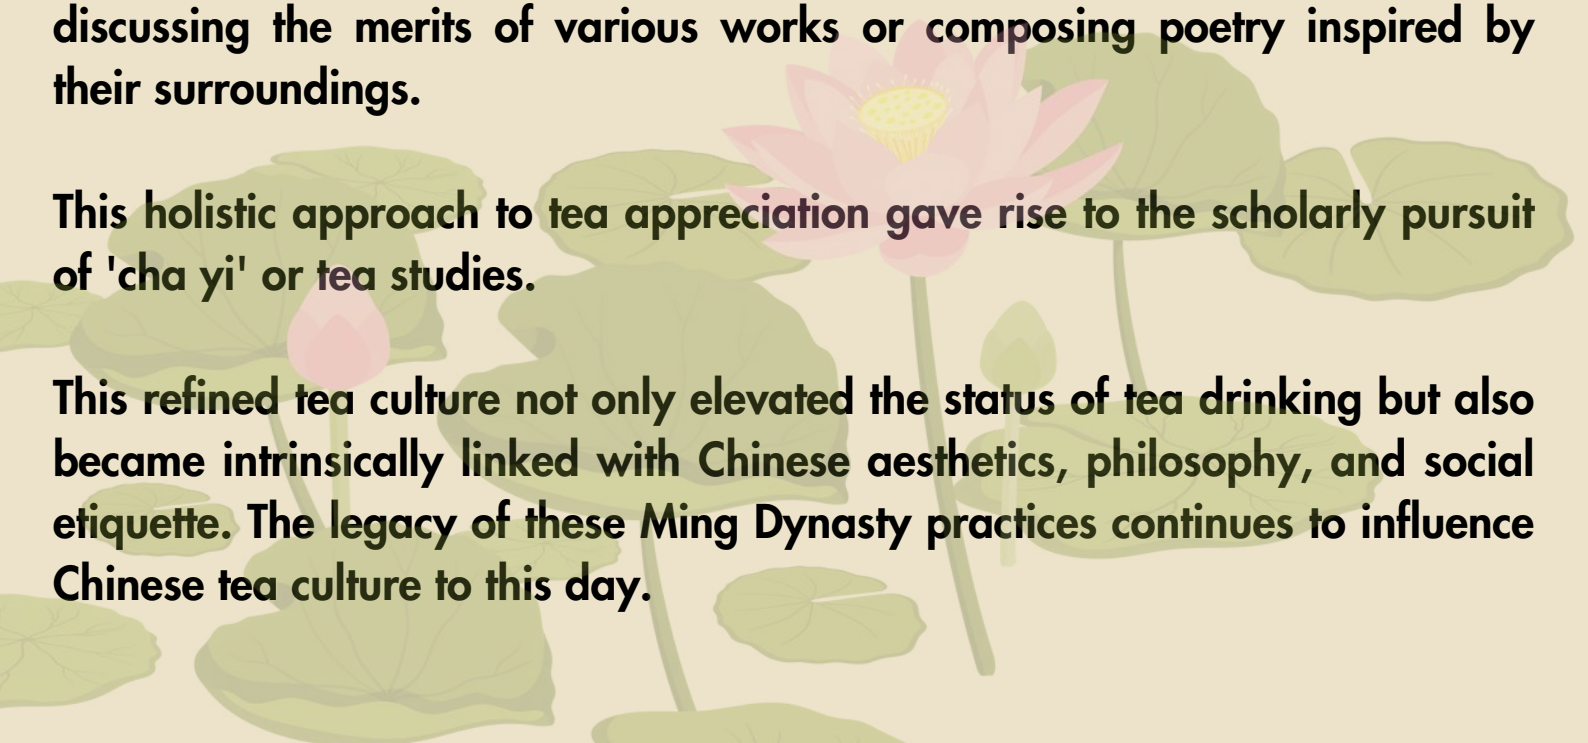 discussing the merits of various works or composing poetry inspired by
their surroundings.
This holistic approach to tea appreciation gave rise to the scholarly pursuit
of 'cha yi' or tea studies.
This refined tea culture not only elevated the status of tea drinking but also
became intrinsically linked with Chinese aesthetics, philosophy, and social
etiquette. The legacy of these Ming Dynasty practices continues to influence
Chinese tea culture to this day.